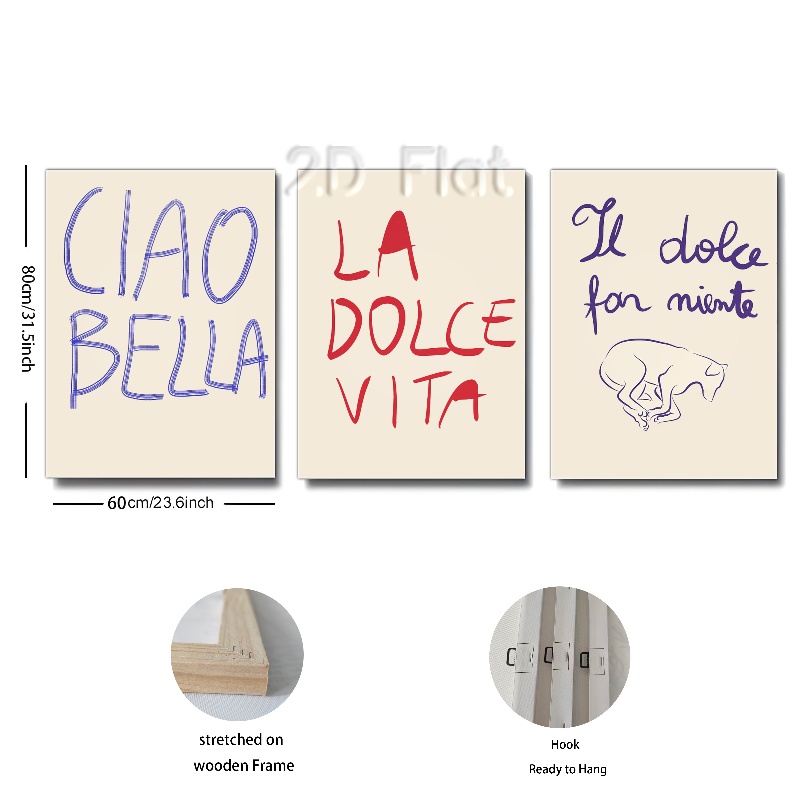 2.D Flat
CIAO
BELLA
LA
DOLCE
VITA
Il dolce
far niente
80cm/31.5inch
60cm/23.6inch
stretched on
wooden Frame
Hook
Ready to Hang